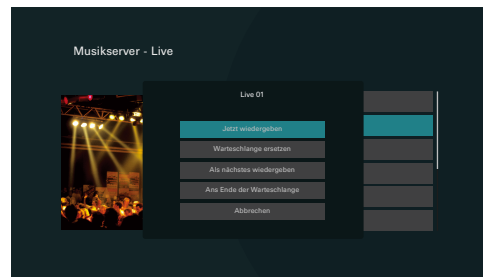 Musikserver - Live
Live 01
Jetzt wiedergeben
Warteschlange ersetzen
Als nächstes wiedergeben
Ans Ende der Warteschlange
Abbrechen